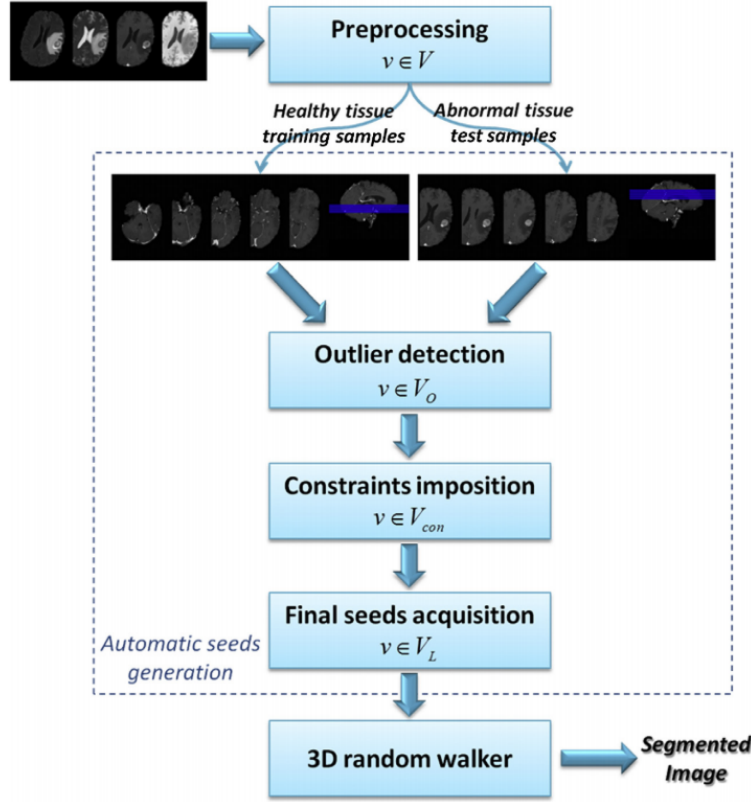 Preprocessing
v ∈ V
Healthy tissue
training samples
Abnormal tissue
test samples
Outlier detection
v ∈ V_O
Constraints imposition
v ∈ V_con
Final seeds acquisition
v ∈ V_L
Automatic seeds
generation
3D random walker
Segmented
Image